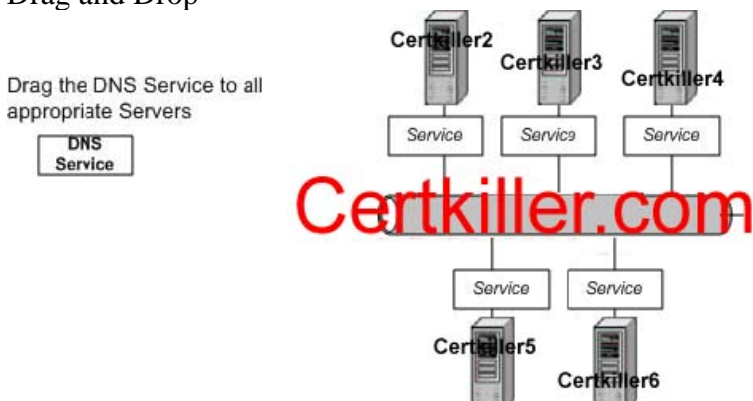 Drag and Drop
Drag the DNS Service to all
appropriate Servers
DNS
Service
Certkiller2
Certkiller3
Certkiller4
Service
Service
Service
Certkiller.com
Service
Service
Certkiller5
Certkiller6